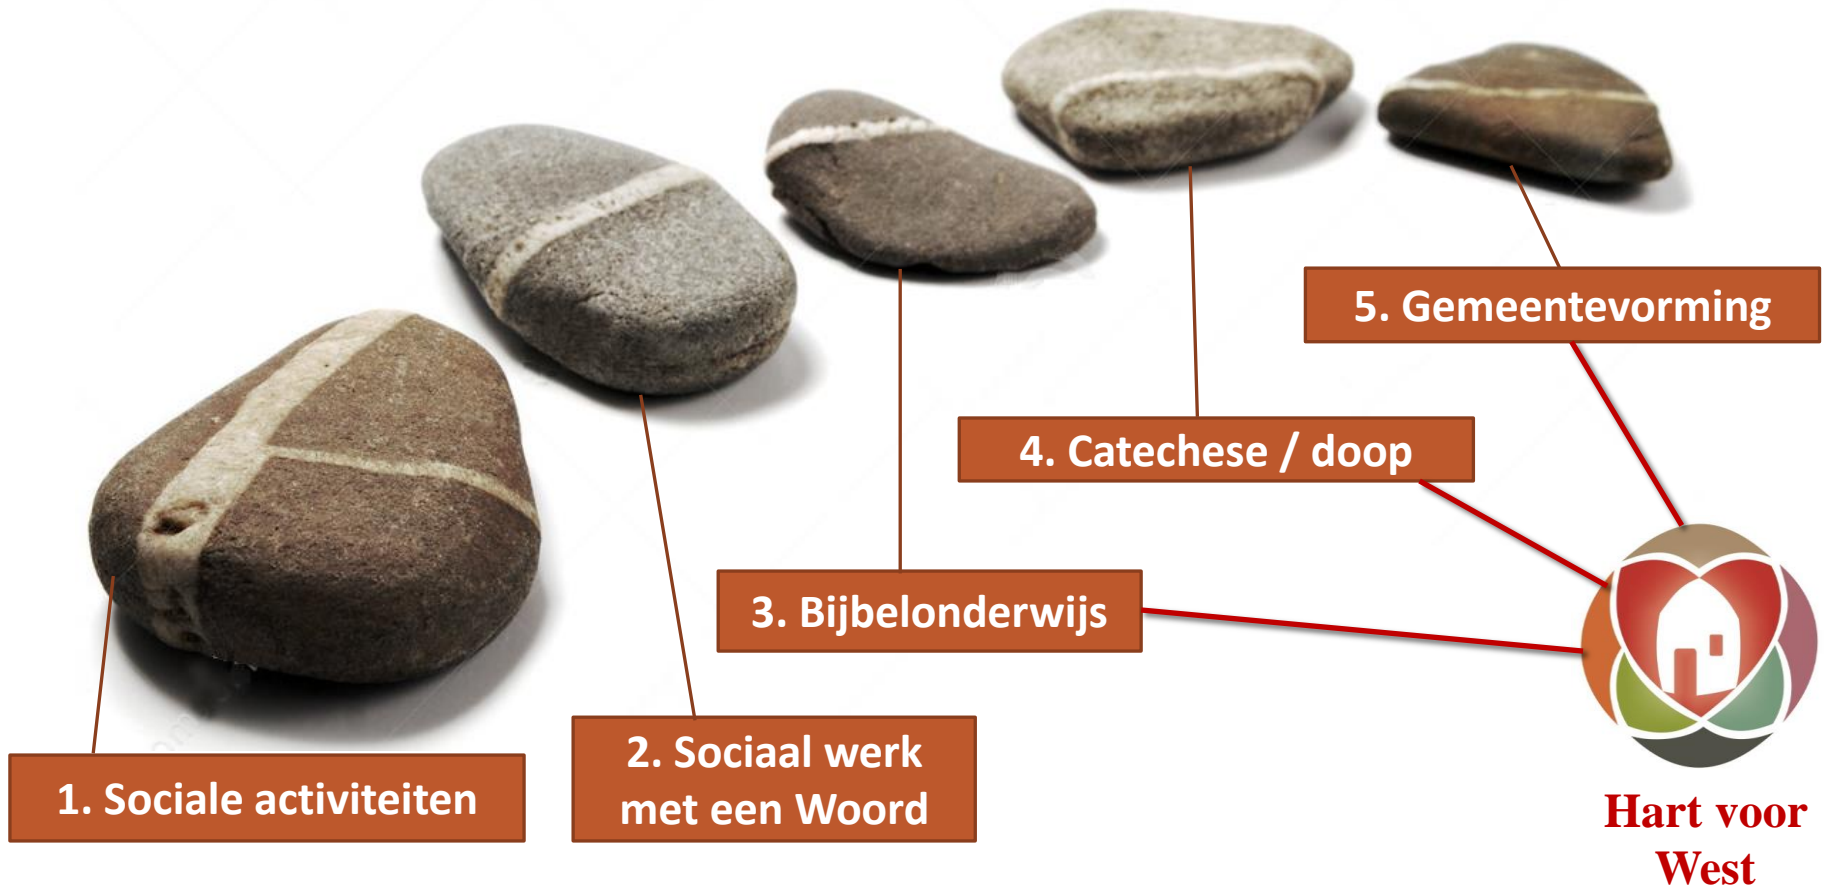 5. Gemeentevorming
4. Catechese / doop
3. Bijbelonderwijs
2. Sociaal werk
met een Woord
1. Sociale activiteiten
Hart voor
West